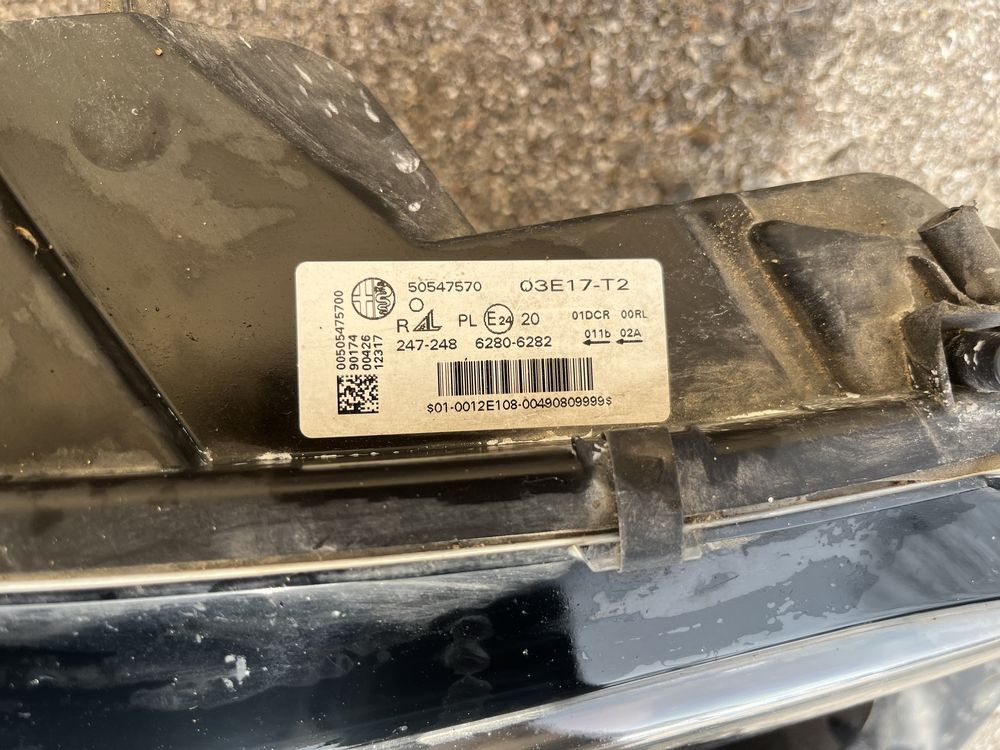 50547570 03E17-T2
R AL PL E24 20 01DCR 00RL
247-248 6280-6282 011b 02A
$01-0012E108-00490809999$
00505475700
90174
00426
12317